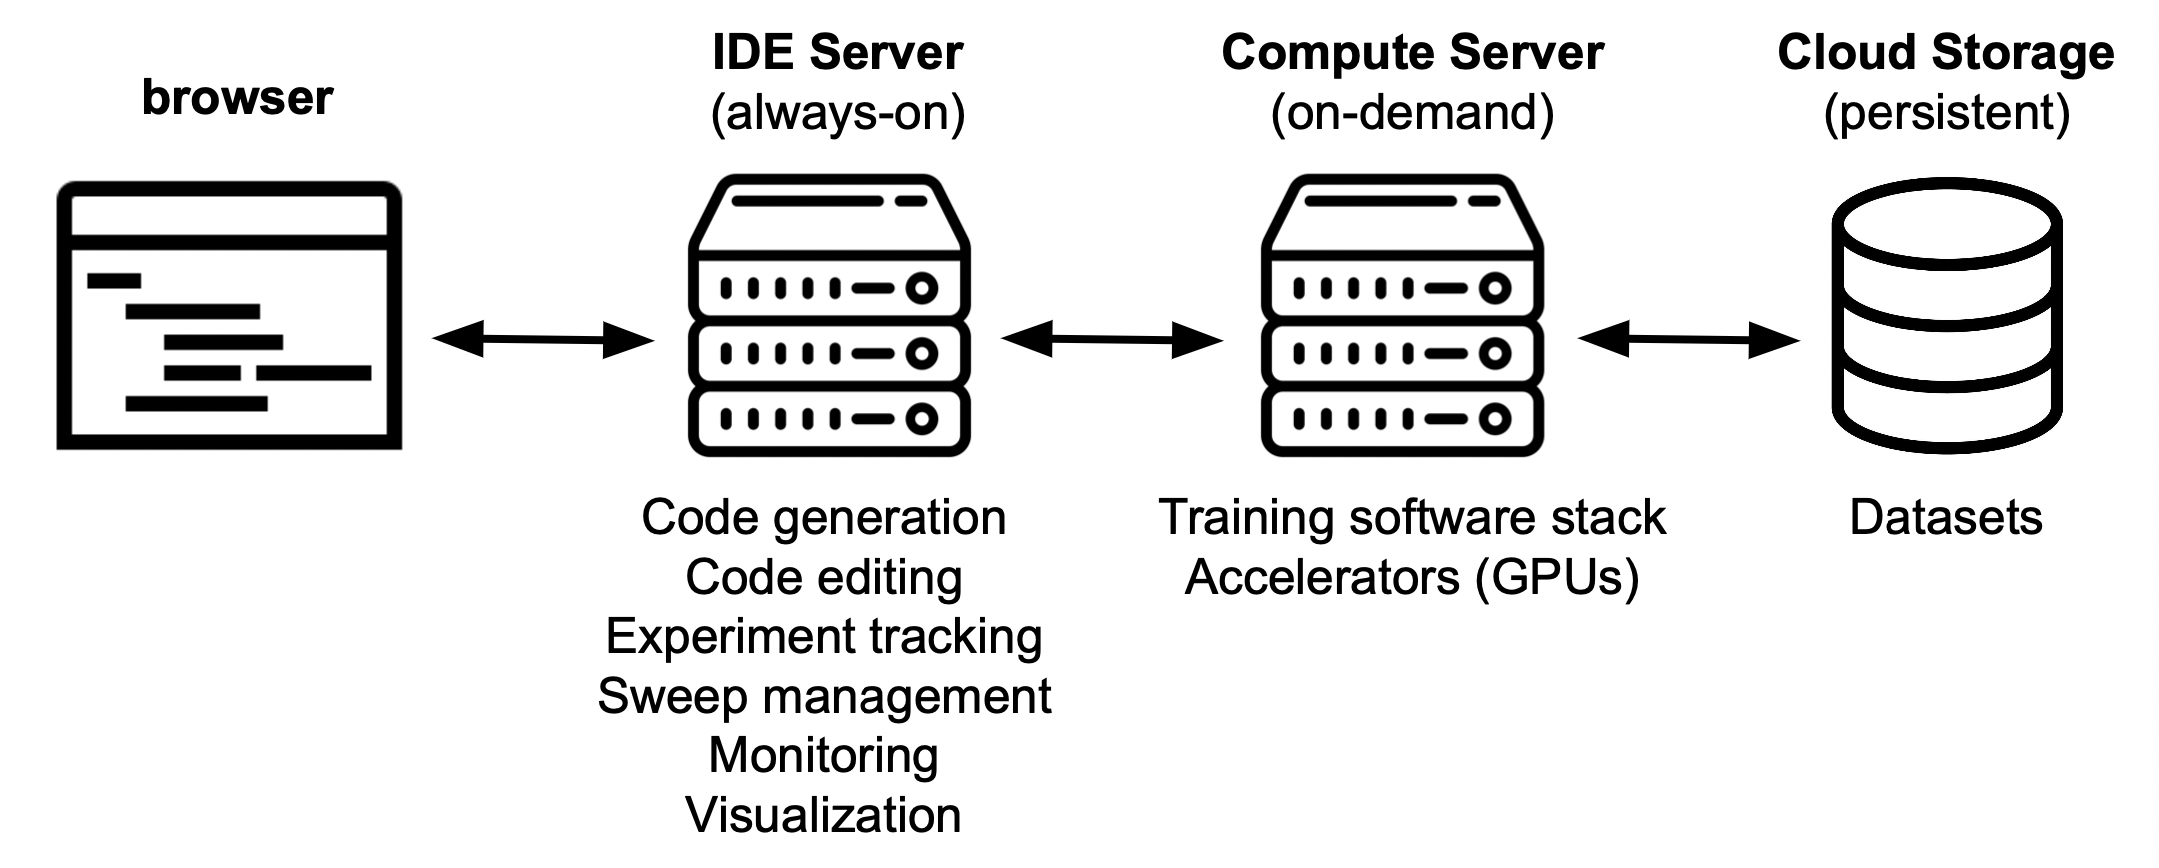 browser
IDE Server
(always-on)
Compute Server
(on-demand)
Cloud Storage
(persistent)
Code generation
Code editing
Experiment tracking
Sweep management
Monitoring
Visualization
Training software stack
Accelerators (GPUs)
Datasets